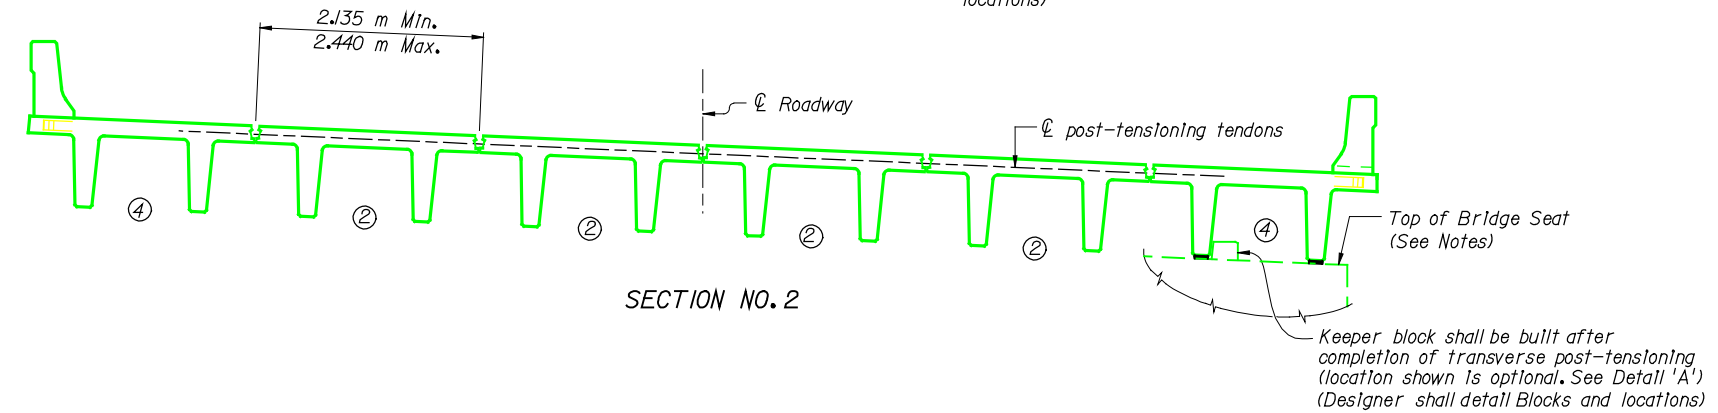 locations)
2.135 m Min.
2.440 m Max.
℄ Roadway
℄ post-tensioning tendons
4
2
2
2
2
4
Top of Bridge Seat
(See Notes)
SECTION NO. 2
Keeper block shall be built after
completion of transverse post-tensioning
(location shown is optional. See Detail 'A')
(Designer shall detail Blocks and locations)